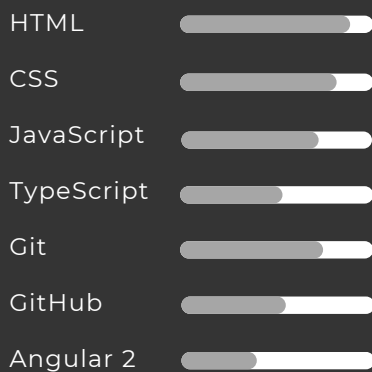 HTML
CSS
JavaScript
TypeScript
Git
GitHub
Angular 2